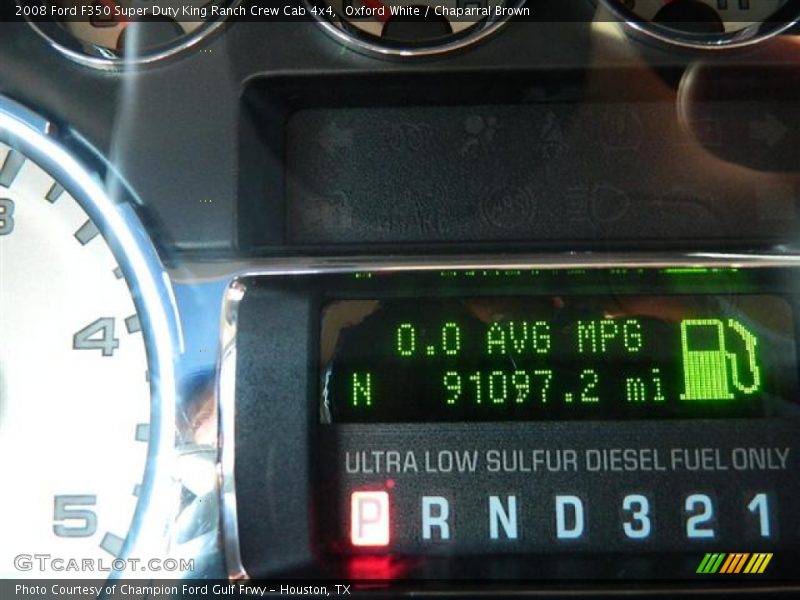 2008 Ford F350 Super Duty King Ranch Crew Cab 4x4,  Oxford White / Chaparral Brown
3
4
5
0.0 AVG MPG
N 91097.2 mi
ULTRA LOW SULFUR DIESEL FUEL ONLY
P R N D 3 2 1
GTCARLOT.COM
Photo Courtesy of Champion Ford Gulf Frwy - Houston, TX